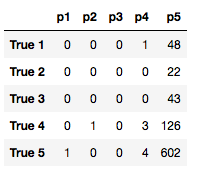 p1 p2 p3 p4 p5
True 1 0 0 0 1 48
True 2 0 0 0 0 22
True 3 0 0 0 0 43
True 4 0 1 0 3 126
True 5 1 0 0 4 602